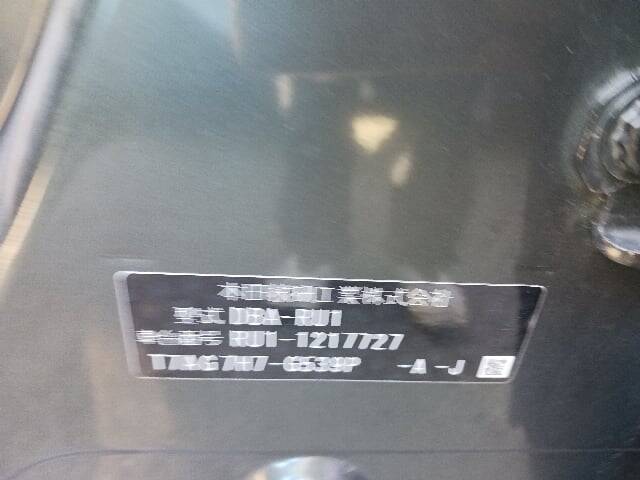 本田技研工業株式会社
型式 DBA-RU1
車台番号 RU1-1217727
-A -J